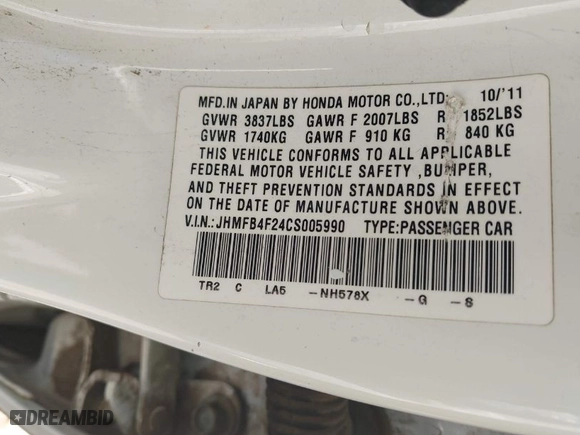 MFD.IN JAPAN BY HONDA MOTOR CO.,LTD. 10/'11
GVWR 3837LBS GAWR F 2007LBS R 1852LBS
GVWR 1740KG GAWR F 910 KG R 840 KG
THIS VEHICLE CONFORMS TO ALL APPLICABLE
FEDERAL MOTOR VEHICLE SAFETY ,BUMPER,
AND THEFT PREVENTION STANDARDS IN EFFECT
ON THE DATE OF MANUFACTURE SHOWN ABOVE.
V.I.N.:JHMFB4F24CS005990 TYPE:PASSENGER CAR
TR2 C LA5 -NH578X -G -S
DREAMBID